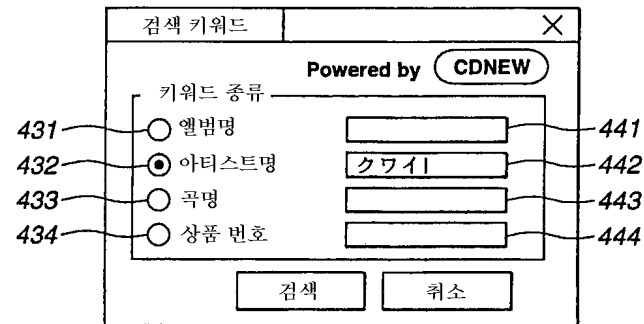 검색 키워드
Powered by CDNEW
키워드 종류
431 앨범명 441
432 아티스트명 クワイ 442
433 곡명 443
434 상품 번호 444
검색 취소